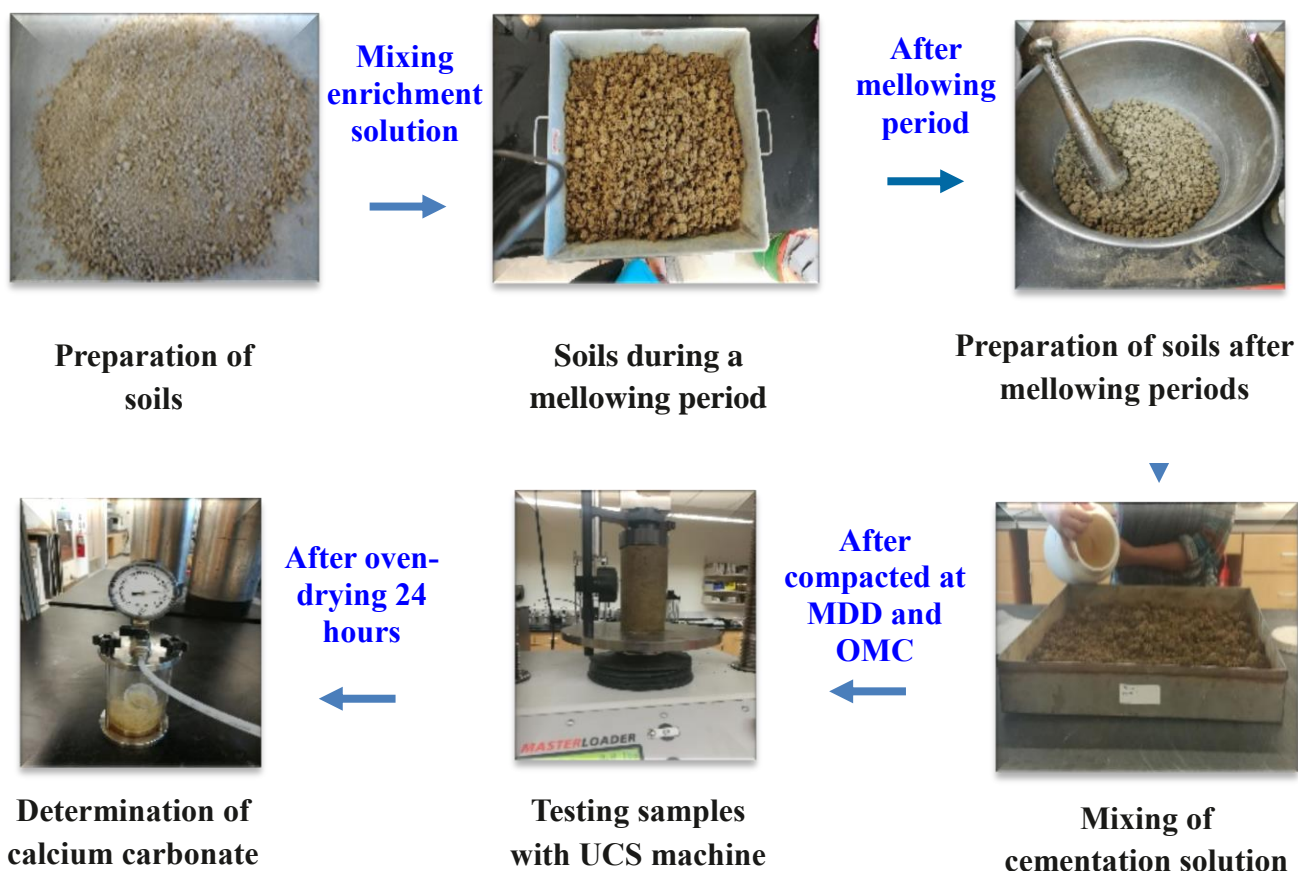 Mixing
enrichment
solution
After
mellowing
period
Preparation of
soils
Soils during a
mellowing period
Preparation of soils after
mellowing periods
After oven-
drying 24
hours
After
compacted at
MDD and
OMC
MASTERLOADER
Determination of
calcium carbonate
Testing samples
with UCS machine
Mixing of
cementation solution